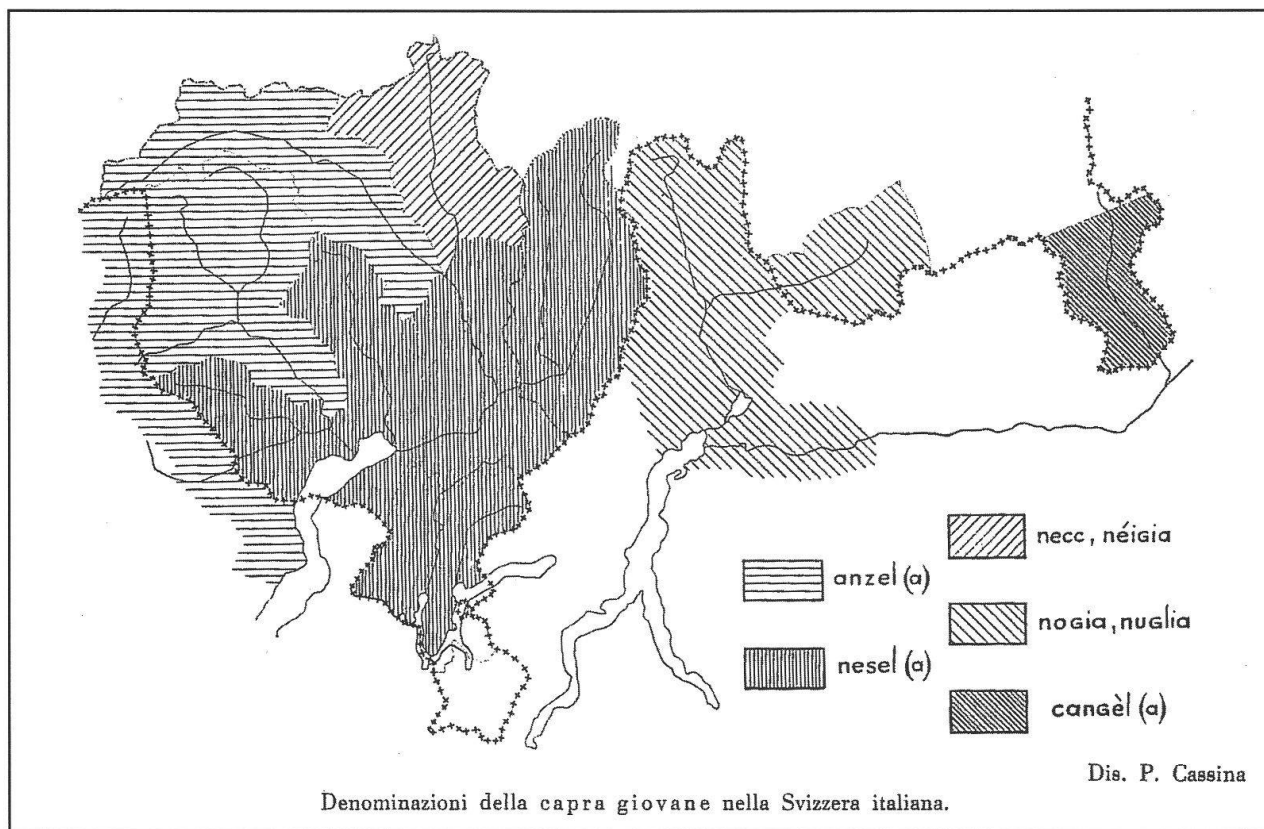 necc, néigia
anzel (a)
nogia, nuglia
nesel (a)
cangèl (a)
Dis. P. Cassina
Denominazioni della capra giovane nella Svizzera italiana.